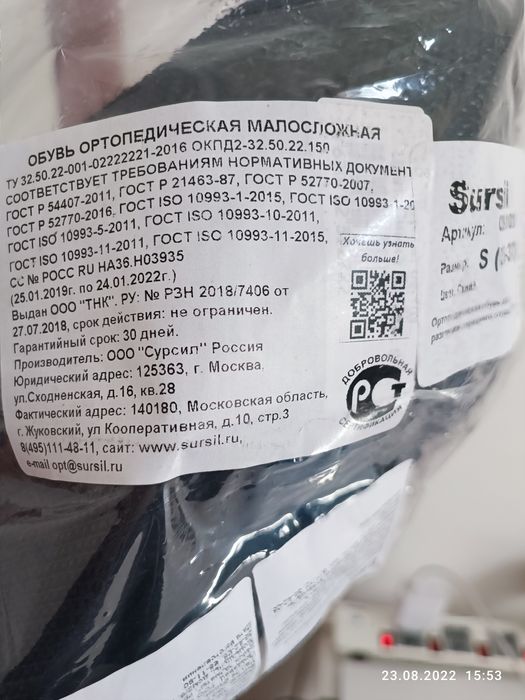 ОБУВЬ ОРТОПЕДИЧЕСКАЯ МАЛОСЛОЖНАЯ
ТУ 32.50.22-001-02222221-2016 ОКПД2-32.50.22.150
СООТВЕТСТВУЕТ ТРЕБОВАНИЯМ НОРМАТИВНЫХ ДОКУМЕНТ
ГОСТ Р 54407-2011, ГОСТ Р 21463-87, ГОСТ Р 52770-2007,
ГОСТ Р 52770-2016, ГОСТ ISO 10993-1-2015, ГОСТ ISO 10993-1-20
ГОСТ ISO 10993-5-2011, ГОСТ ISO 10993-10-2011,
ГОСТ ISO 10993-11-2011, ГОСТ ISO 10993-11-2015,
СС № РОСС RU НА36.Н03935
(25.01.2019г. по 24.01.2022г.)
Выдан ООО "ТНК", РУ: № РЗН 2018/7406 от
27.07.2018, срок действия: не ограничен.
Гарантийный срок: 30 дней.
Производитель: ООО "Сурсил" Россия
Юридический адрес: 125363, г. Москва,
ул.Сходненская, д.16, кв.28
Фактический адрес: 140180, Московская область,
г. Жуковский, ул Кооперативная, д.10, стр.3
8(495)111-48-11, сайт: www.sursil.ru,
e-mail opt@sursil.ru
Хочешь узнать
больше!
ДОБРОВОЛЬНАЯ
РСТ
СЕРТИФИКАЦИЯ
Sursil
Артикул:
Размер: S (
23.08.2022 15:53